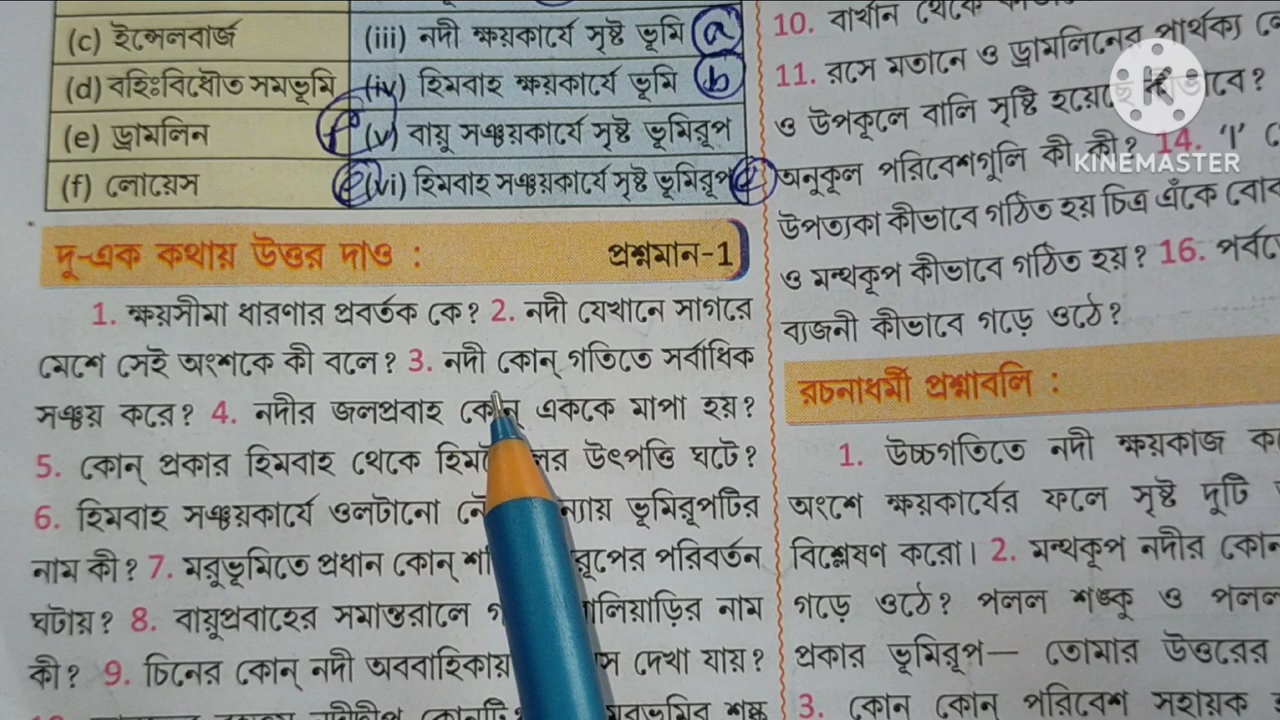 (c) ইন্সেলবার্জ (iii) নদী ক্ষয়কার্যে সৃষ্ট ভূমি a
(d) বহিঃবিধৌত সমভূমি (iv) হিমবাহ ক্ষয়কার্যে ভূমি b
(e) ড্রামলিন f (v) বায়ু সঞ্চয়কার্যে সৃষ্ট ভূমিরূপ
(f) লোয়েস e (vi) হিমবাহ সঞ্চয়কার্যে সৃষ্ট ভূমিরূপ
দু-এক কথায় উত্তর দাও : প্রশ্নমান-1
1. ক্ষয়সীমা ধারণার প্রবর্তক কে? 2. নদী যেখানে সাগরে
মেশে সেই অংশকে কী বলে? 3. নদী কোন্ গতিতে সর্বাধিক
সঞ্চয় করে? 4. নদীর জলপ্রবাহ কোন্ এককে মাপা হয়?
5. কোন্ প্রকার হিমবাহ থেকে উৎপত্তি ঘটে?
6. হিমবাহ সঞ্চয়কার্যে ওলটানো ন্যায় ভূমিরূপটির
নাম কী? 7. মরুভূমিতে প্রধান কোন্ পরিবর্তন
ঘটায়? 8. বায়ুপ্রবাহের সমান্তরালে নাম
কী? 9. চিনের কোন্ নদী অববাহিকায় দেখা যায়?
10. বার্খান থেকে
11. রসে মতানে ও ড্রামলিনের পার্থক্য
ও উপকূলে বালি সৃষ্টি হয়েছে
অনুকূল পরিবেশগুলি কী কী? 14. 'I'
উপত্যকা কীভাবে গঠিত হয় চিত্র এঁকে
ও মন্থকূপ কীভাবে গঠিত হয়? 16.
ব্যজনী কীভাবে গড়ে ওঠে?
রচনাধর্মী প্রশ্নাবলি :
1. উচ্চগতিতে নদী ক্ষয়কাজ
অংশে ক্ষয়কার্যের ফলে সৃষ্ট দুটি
বিশ্লেষণ করো। 2. মন্থকূপ নদীর কোন
গড়ে ওঠে? পলল শঙ্কু ও
প্রকার ভূমিরূপ— তোমার উত্তরের
3. কোন কোন পরিবেশ সহায়ক
KINEMASTER